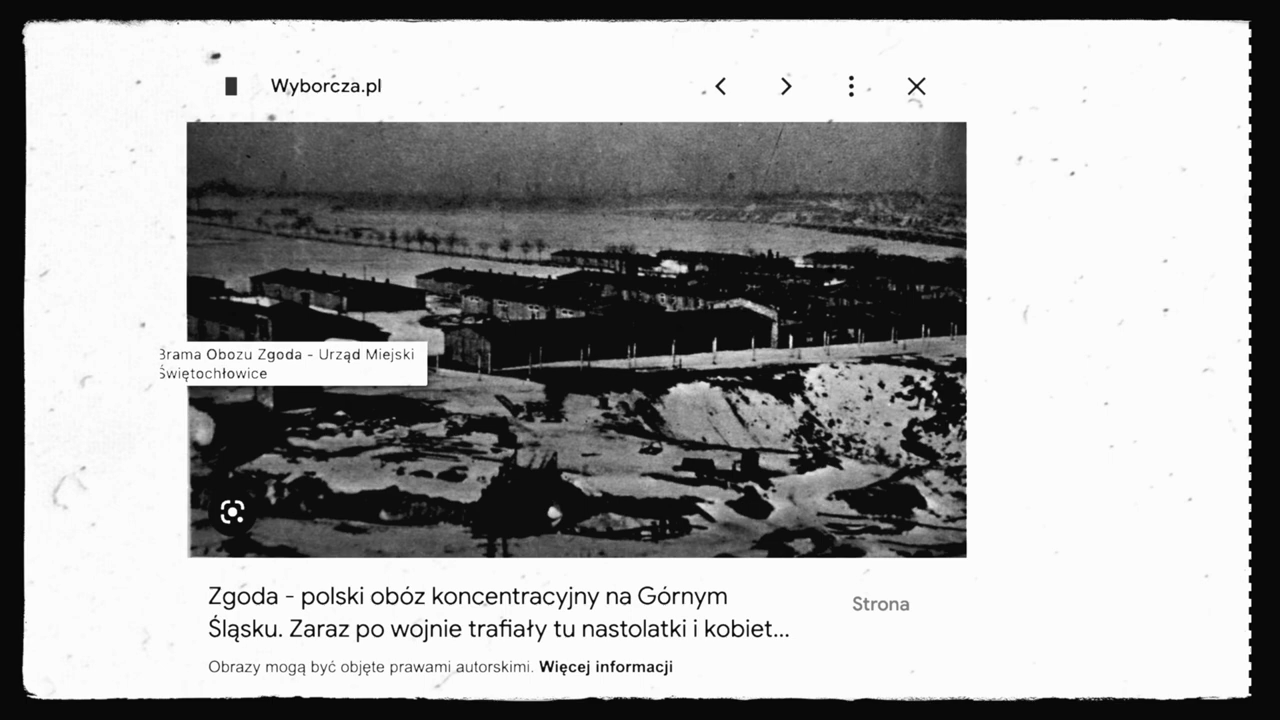 Wyborcza.pl
Brama Obozu Zgoda - Urząd Miejski
Świętochłowice
Zgoda - polski obóz koncentracyjny na Górnym
Śląsku. Zaraz po wojnie trafiały tu nastolatki i kobiet...
Strona
Obrazy mogą być objęte prawami autorskimi. Więcej informacji